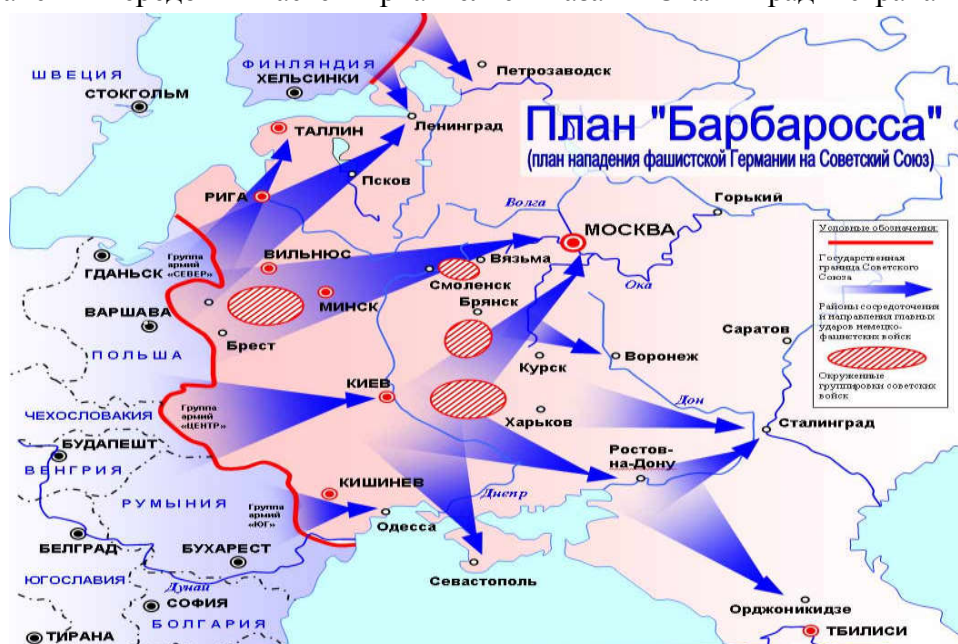 План "Барбаросса"
(план нападения фашистской Германии на Советский Союз)
ШВЕЦИЯ
СТОКГОЛЬМ
ФИНЛЯНДИЯ
ХЕЛЬСИНКИ
Петрозаводск
ТАЛЛИН
Ленинград
Псков
РИГА
Волга
Горький
МОСКВА
ГДАНЬСК
Группа
армий
«СЕВЕР»
ВИЛЬНЮС
Вязьма
Смоленск
Ока
ВАРШАВА
МИНСК
Брянск
Брест
ПОЛЬША
Курск
Воронеж
Саратов
КИЕВ
ЧЕХОСЛОВАКИЯ
Группа
армий
«ЦЕНТР»
Харьков
Дон
Сталинград
БУДАПЕШТ
ВЕНГРИЯ
Ростов-
на-Дону
КИШИНЕВ
Днепр
РУМЫНИЯ
Группа
армий
«ЮГ»
Одесса
БЕЛГРАД
БУХАРЕСТ
Севастополь
ЮГОСЛАВИЯ
Дунай
СОФИЯ
БОЛГАРИЯ
Орджоникидзе
ТИРАНА
ТБИЛИСИ
Условные обозначения:
Государственная
граница Советского
Союза
Районы сосредоточения
и направления главных
ударов немецко-
фашистских войск
Окруженные
группировки советских
войск